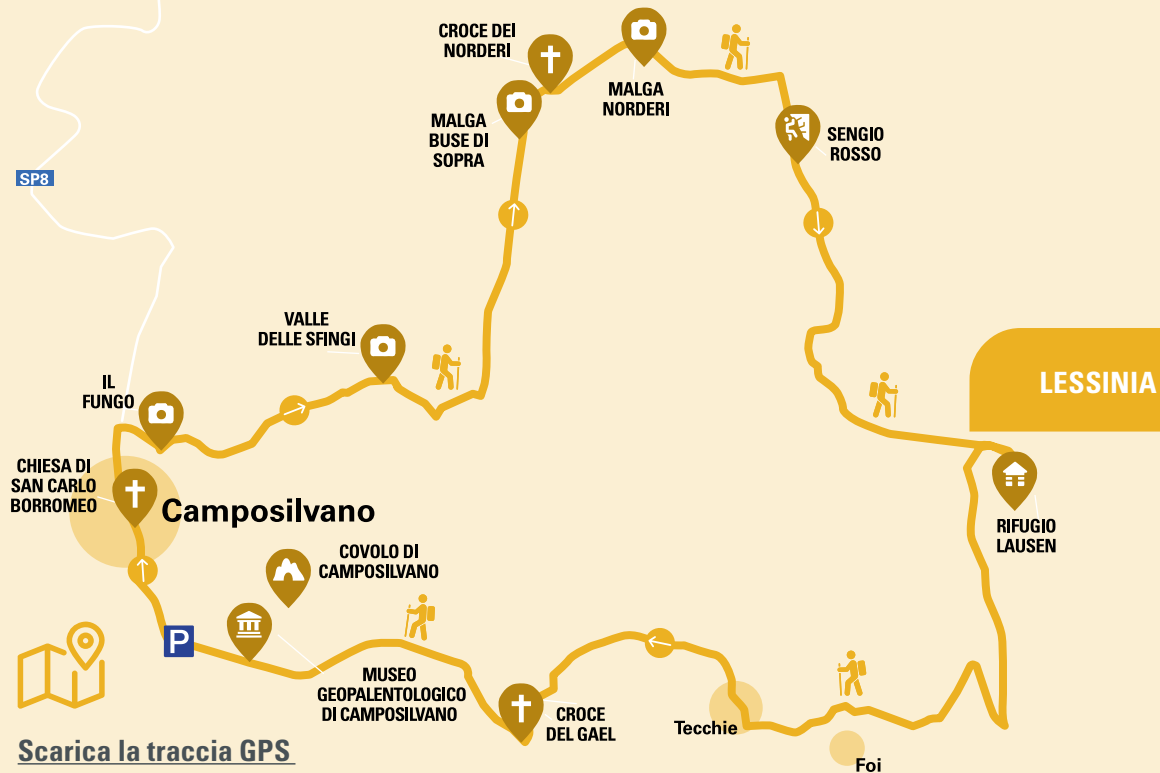 CROCE DEI
NORDERI
MALGA
NORDERI
MALGA
BUSE DI
SOPRA
SENGIO
ROSSO
SP8
VALLE
DELLE SFINGI
LESSINIA
IL
FUNGO
CHIESA DI
SAN CARLO
BORROMEO
Camposilvano
RIFUGIO
LAUSEN
COVOLO DI
CAMPOSILVANO
P
MUSEO
GEOPALENTOLOGICO
DI CAMPOSILVANO
CROCE
DEL GAEL
Tecchie
Foi
Scarica la traccia GPS